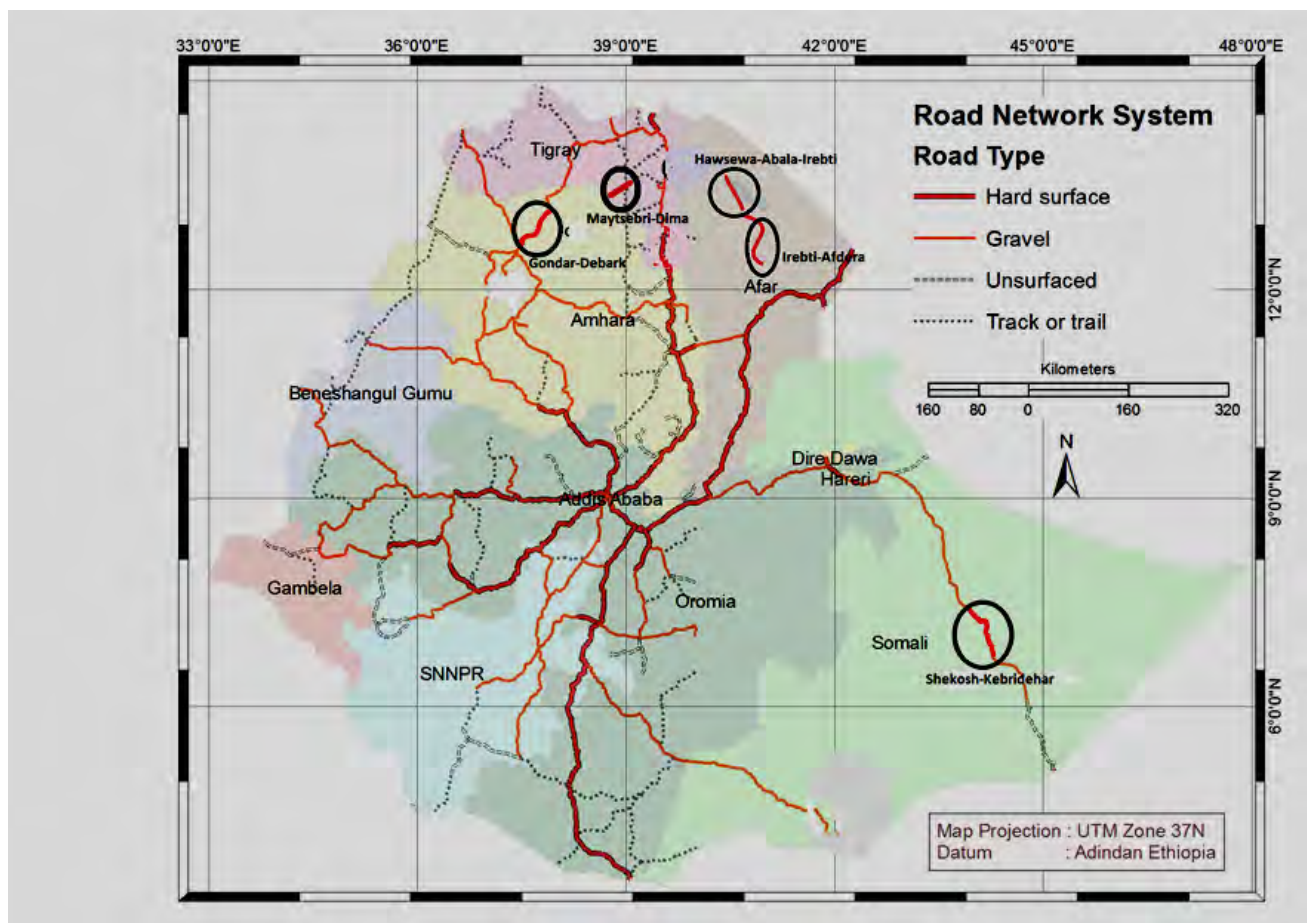 33°0'0"E 36°0'0"E 39°0'0"E 42°0'0"E 45°0'0"E 48°0'0"E
Road Network System
Road Type
Hard surface
Gravel
Unsurfaced
Track or trail
Kilometers
160 80 0 160 320
N
Tigray
Hawsewa-Abala-Irebti
Maytsebri-Dima
Gondar-Debark
Irebti-Afdera
Afar
12°0'0"N
Amhara
Beneshangul Gumu
Dire Dawa
Hareri
Addis Ababa
9°0'0"N
Gambela
Oromia
Somali
SNNPR
Shekosh-Kebridehar
6°0'0"N
Map Projection : UTM Zone 37N
Datum : Adindan Ethiopia